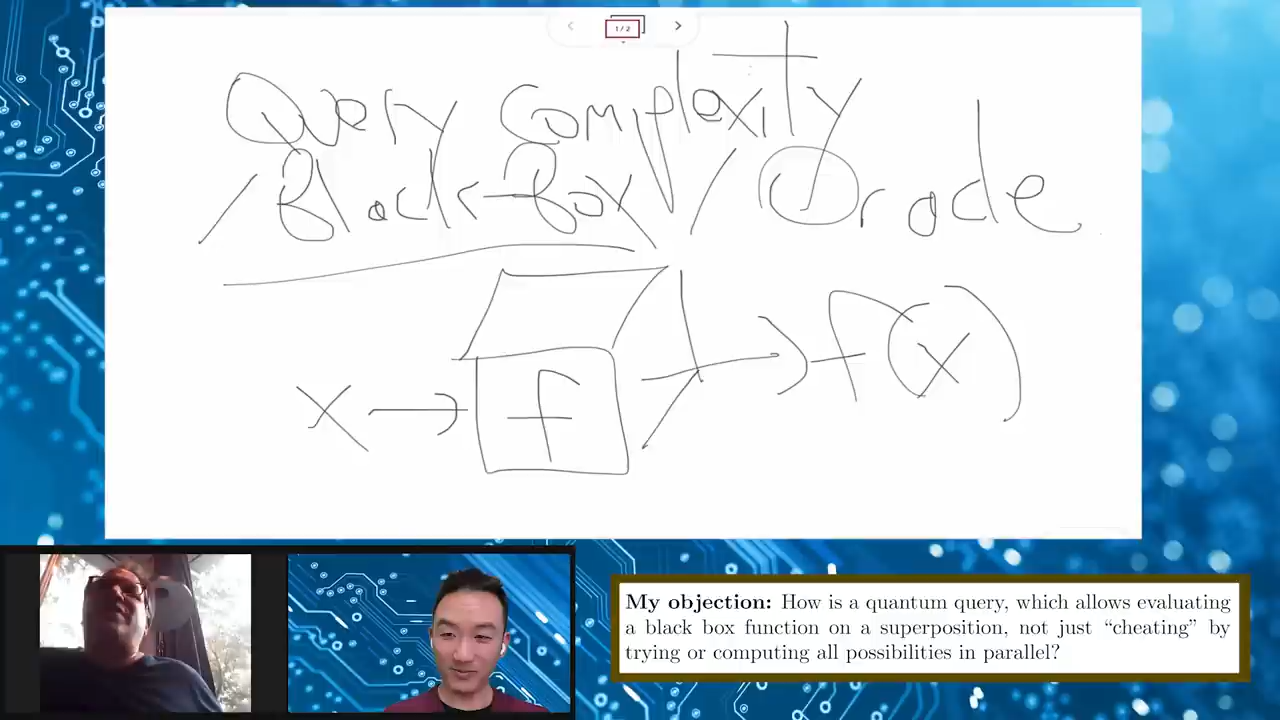 1/2
Query Complexity
/Black-Box / Oracle
x → f → f(x)
My objection: How is a quantum query, which allows evaluating
a black box function on a superposition, not just “cheating” by
trying or computing all possibilities in parallel?